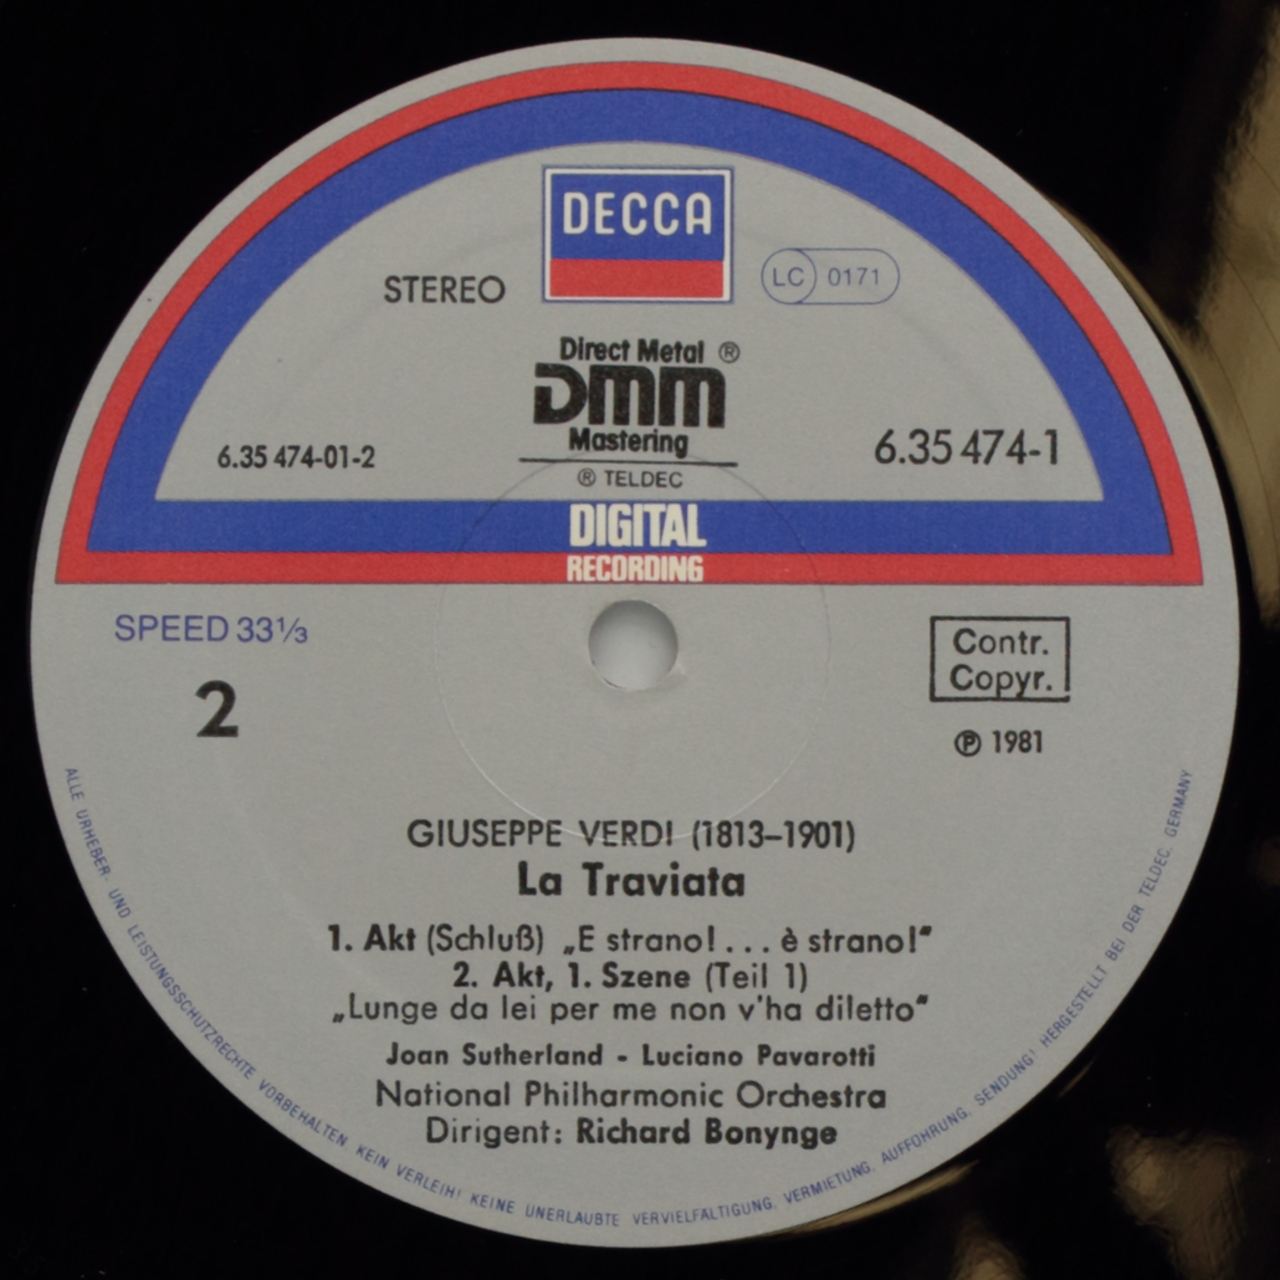 DECCA
STEREO
LC 0171
Direct Metal ®
DMM
Mastering
6.35 474-01-2
6.35 474-1
® TELDEC
DIGITAL
RECORDING
SPEED 33⅓
Contr.
Copyr.
2
℗ 1981
GIUSEPPE VERDI (1813–1901)
La Traviata
1. Akt (Schluß) „E strano! . . . è strano!“
2. Akt, 1. Szene (Teil 1)
„Lunge da lei per me non v'ha diletto“
Joan Sutherland - Luciano Pavarotti
National Philharmonic Orchestra
Dirigent: Richard Bonynge
ALLE URHEBER- UND LEISTUNGSSCHUTZRECHTE VORBEHALTEN. KEIN VERLEIH! KEINE UNERLAUBTE VERVIELFÄLTIGUNG, VERMIETUNG, AUFFÜHRUNG, SENDUNG! HERGESTELLT BEI DER TELDEC. GERMANY